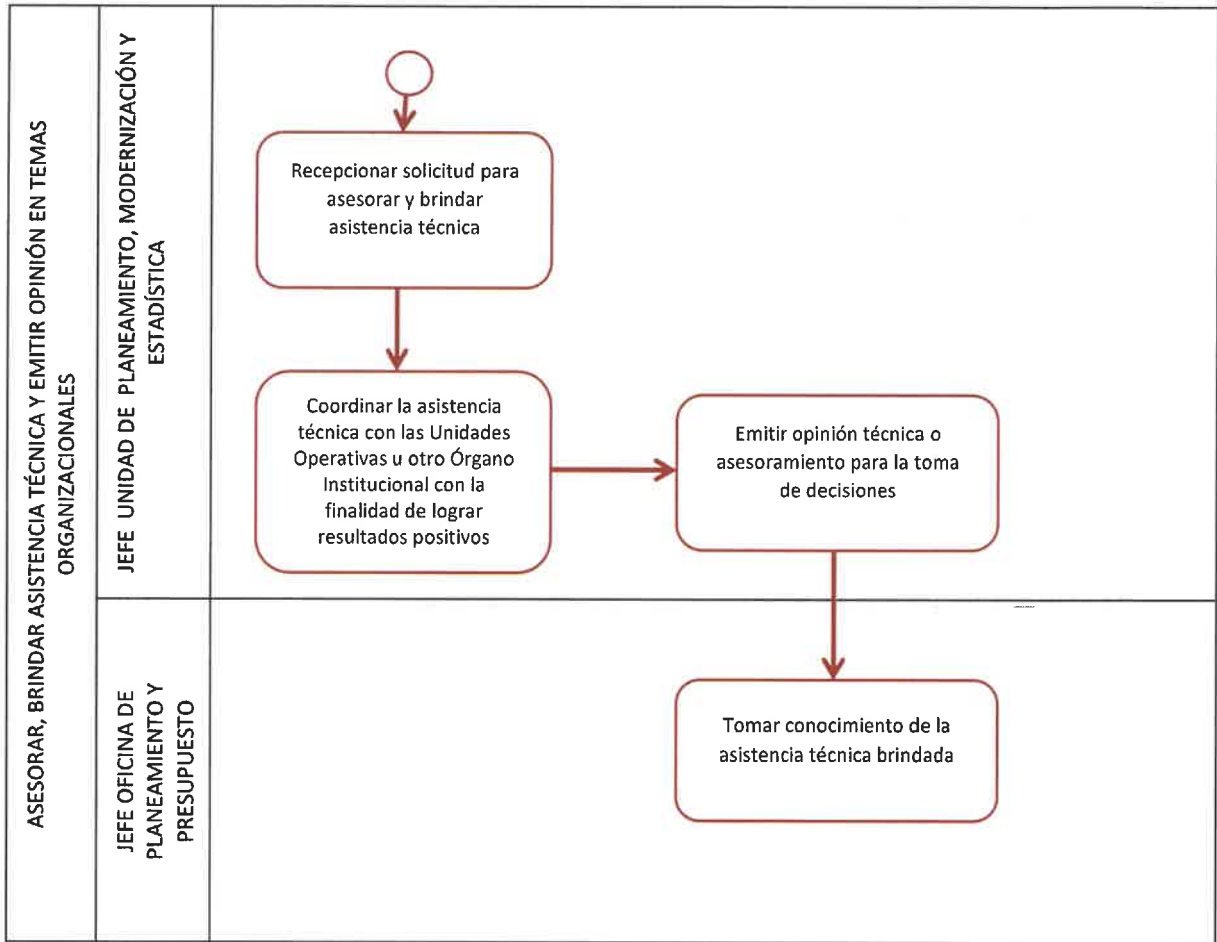 ASESORAR, BRINDAR ASISTENCIA TÉCNICA Y EMITIR OPINIÓN EN TEMAS
ORGANIZACIONALES
JEFE UNIDAD DE PLANEAMIENTO, MODERNIZACIÓN Y
ESTADÍSTICA
Recepcionar solicitud para
asesorar y brindar
asistencia técnica
Coordinar la asistencia
técnica con las Unidades
Operativas u otro Órgano
Institucional con la
finalidad de lograr
resultados positivos
Emitir opinión técnica o
asesoramiento para la toma
de decisiones
JEFE OFICINA DE
PLANEAMIENTO Y
PRESUPUESTO
Tomar conocimiento de la
asistencia técnica brindada